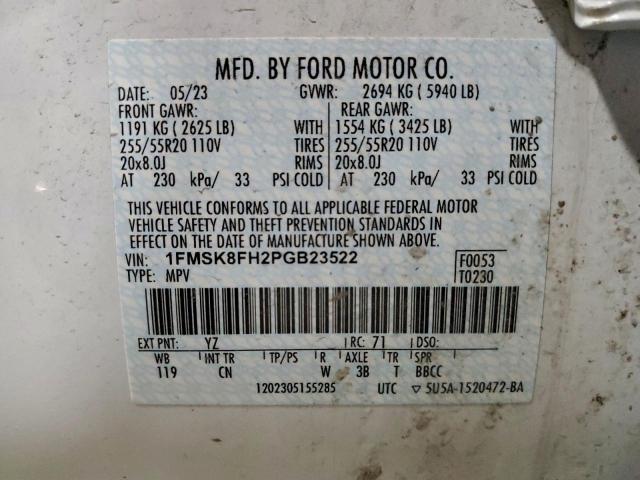 MFD. BY FORD MOTOR CO.
DATE: 05/23 GVWR: 2694 KG ( 5940 LB)
FRONT GAWR: REAR GAWR:
1191 KG ( 2625 LB) WITH 1554 KG ( 3425 LB) WITH
255/55R20 110V TIRES 255/55R20 110V TIRES
20x8.0J RIMS 20x8.0J RIMS
AT 230 kPa/ 33 PSI COLD AT 230 kPa/ 33 PSI COLD
THIS VEHICLE CONFORMS TO ALL APPLICABLE FEDERAL MOTOR
VEHICLE SAFETY AND THEFT PREVENTION STANDARDS IN
EFFECT ON THE DATE OF MANUFACTURE SHOWN ABOVE.
VIN: 1FMSK8FH2PGB23522 F0053
TYPE: MPV T0230
EXT PNT: YZ RC: 71 DSO:
WB INT TR TP/PS R AXLE TR SPR
119 CN W 3B T BBCC
1202305155285 UTC ▽ 5U5A-1520472-BA